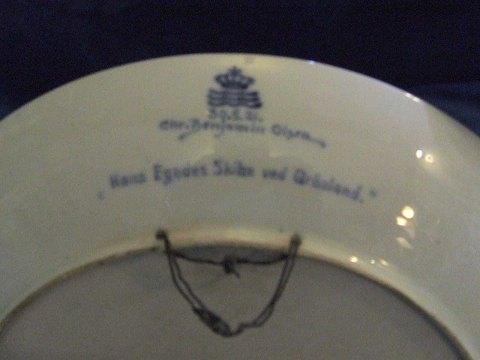 Chr. Benjamin Olsen
„Hans Egedes Skibe ved Grönland."